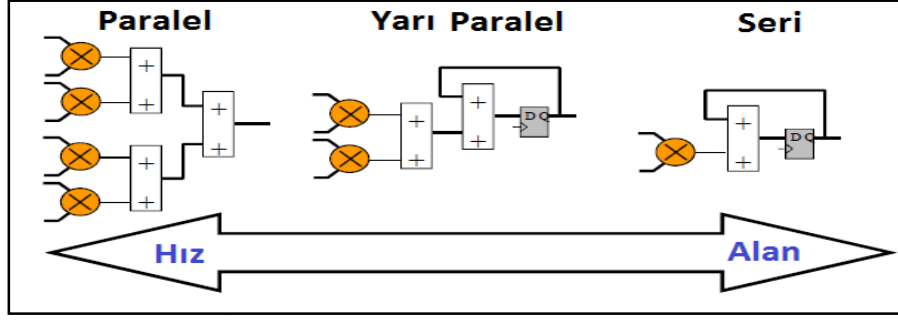 Paralel Yarı Paralel Seri
+ + + + + +
+ + + + + +
+
+
D Q
D Q
Hız Alan